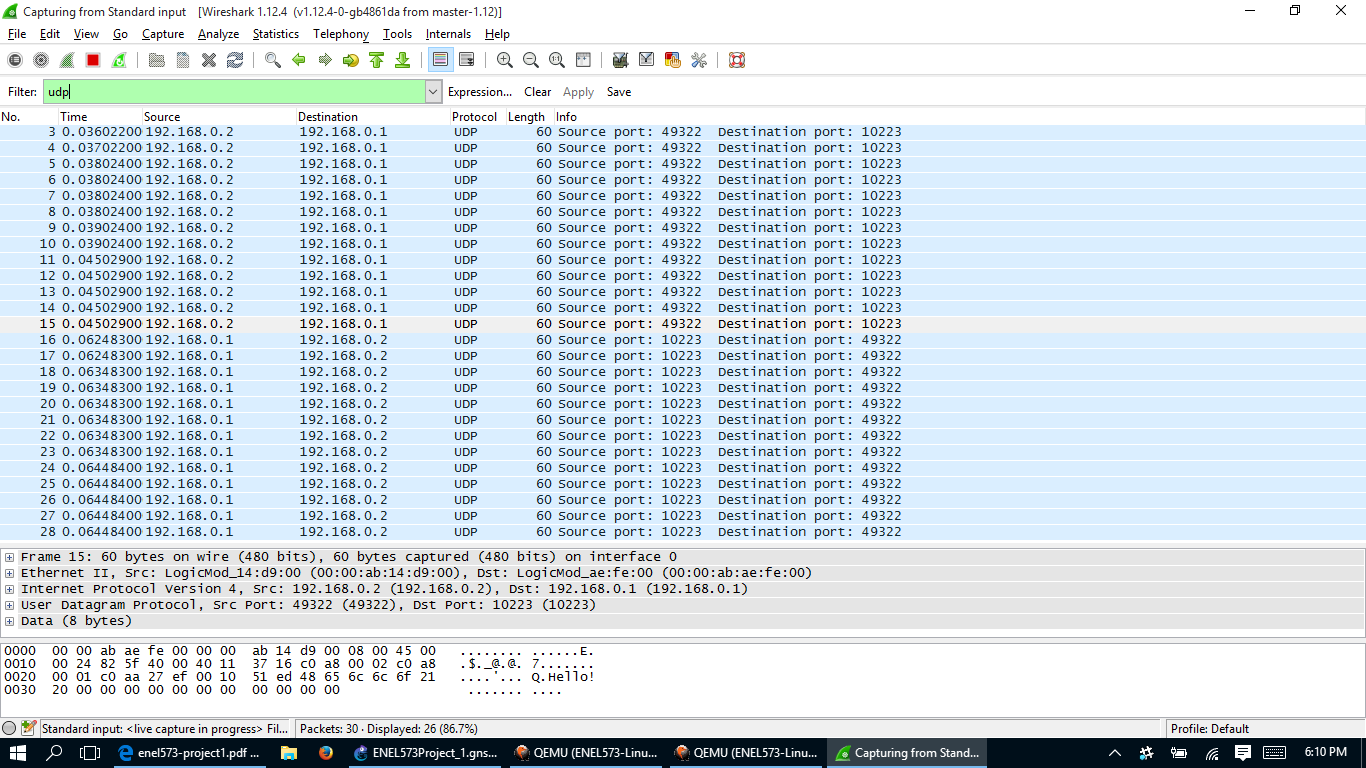 Capturing from Standard input [Wireshark 1.12.4 (v1.12.4-0-gb4861da from master-1.12)]
File Edit View Go Capture Analyze Statistics Telephony Tools Internals Help
Filter: udp Expression... Clear Apply Save
No. Time Source Destination Protocol Length Info
3 0.03602200 192.168.0.2 192.168.0.1 UDP 60 Source port: 49322 Destination port: 10223
4 0.03702200 192.168.0.2 192.168.0.1 UDP 60 Source port: 49322 Destination port: 10223
5 0.03802400 192.168.0.2 192.168.0.1 UDP 60 Source port: 49322 Destination port: 10223
6 0.03802400 192.168.0.2 192.168.0.1 UDP 60 Source port: 49322 Destination port: 10223
7 0.03802400 192.168.0.2 192.168.0.1 UDP 60 Source port: 49322 Destination port: 10223
8 0.03802400 192.168.0.2 192.168.0.1 UDP 60 Source port: 49322 Destination port: 10223
9 0.03902400 192.168.0.2 192.168.0.1 UDP 60 Source port: 49322 Destination port: 10223
10 0.03902400 192.168.0.2 192.168.0.1 UDP 60 Source port: 49322 Destination port: 10223
11 0.04502900 192.168.0.2 192.168.0.1 UDP 60 Source port: 49322 Destination port: 10223
12 0.04502900 192.168.0.2 192.168.0.1 UDP 60 Source port: 49322 Destination port: 10223
13 0.04502900 192.168.0.2 192.168.0.1 UDP 60 Source port: 49322 Destination port: 10223
14 0.04502900 192.168.0.2 192.168.0.1 UDP 60 Source port: 49322 Destination port: 10223
15 0.04502900 192.168.0.2 192.168.0.1 UDP 60 Source port: 49322 Destination port: 10223
16 0.06248300 192.168.0.1 192.168.0.2 UDP 60 Source port: 10223 Destination port: 49322
17 0.06248300 192.168.0.1 192.168.0.2 UDP 60 Source port: 10223 Destination port: 49322
18 0.06348300 192.168.0.1 192.168.0.2 UDP 60 Source port: 10223 Destination port: 49322
19 0.06348300 192.168.0.1 192.168.0.2 UDP 60 Source port: 10223 Destination port: 49322
20 0.06348300 192.168.0.1 192.168.0.2 UDP 60 Source port: 10223 Destination port: 49322
21 0.06348300 192.168.0.1 192.168.0.2 UDP 60 Source port: 10223 Destination port: 49322
22 0.06348300 192.168.0.1 192.168.0.2 UDP 60 Source port: 10223 Destination port: 49322
23 0.06348300 192.168.0.1 192.168.0.2 UDP 60 Source port: 10223 Destination port: 49322
24 0.06448400 192.168.0.1 192.168.0.2 UDP 60 Source port: 10223 Destination port: 49322
25 0.06448400 192.168.0.1 192.168.0.2 UDP 60 Source port: 10223 Destination port: 49322
26 0.06448400 192.168.0.1 192.168.0.2 UDP 60 Source port: 10223 Destination port: 49322
27 0.06448400 192.168.0.1 192.168.0.2 UDP 60 Source port: 10223 Destination port: 49322
28 0.06448400 192.168.0.1 192.168.0.2 UDP 60 Source port: 10223 Destination port: 49322
Frame 15: 60 bytes on wire (480 bits), 60 bytes captured (480 bits) on interface 0
Ethernet II, Src: LogicMod_14:d9:00 (00:00:ab:14:d9:00), Dst: LogicMod_ae:fe:00 (00:00:ab:ae:fe:00)
Internet Protocol Version 4, Src: 192.168.0.2 (192.168.0.2), Dst: 192.168.0.1 (192.168.0.1)
User Datagram Protocol, Src Port: 49322 (49322), Dst Port: 10223 (10223)
Data (8 bytes)
0000 00 00 ab ae fe 00 00 00 ab 14 d9 00 08 00 45 00 ........ ......E.
0010 00 24 82 5f 40 00 40 11 37 16 c0 a8 00 02 c0 a8 .$._@.@. 7.......
0020 00 01 c0 aa 27 ef 00 10 51 ed 48 65 6c 6c 6f 21 ....'... Q.Hello!
0030 20 00 00 00 00 00 00 00 00 00 00 00 ....... ....
Standard input: <live capture in progress> Fil... Packets: 30 · Displayed: 26 (86.7%) Profile: Default
enel573-project1.pdf ... ENEL573Project_1.gns... QEMU (ENEL573-Linu... QEMU (ENEL573-Linu... Capturing from Stand... 6:10 PM